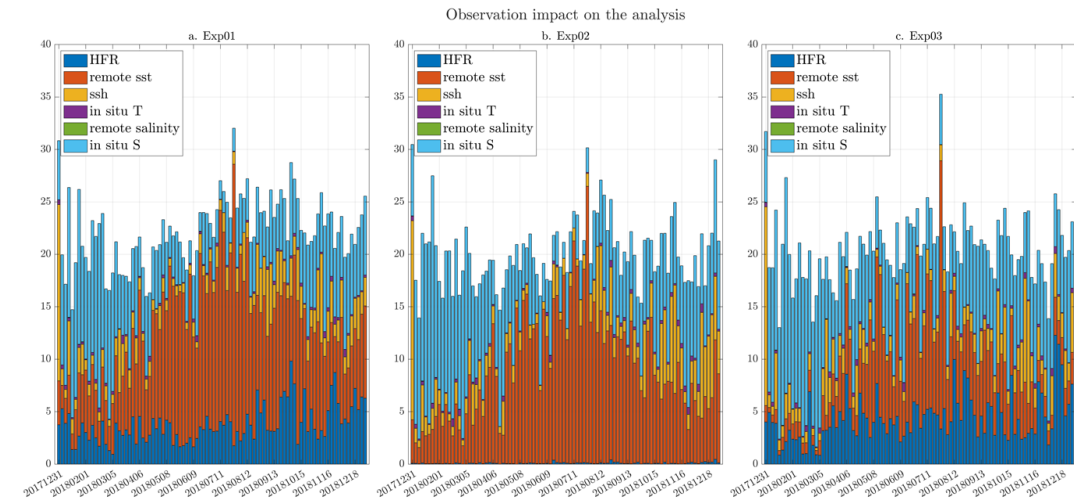 Observation impact on the analysis
a. Exp01
40
35
30
25
20
15
10
5
0
HFR
remote sst
ssh
in situ T
remote salinity
in situ S
20171231
20180201
20180305
20180406
20180508
20180609
20180711
20180812
20180913
20181015
20181116
20181218
b. Exp02
40
35
30
25
20
15
10
5
0
HFR
remote sst
ssh
in situ T
remote salinity
in situ S
20171231
20180201
20180305
20180406
20180508
20180609
20180711
20180812
20180913
20181015
20181116
20181218
c. Exp03
40
35
30
25
20
15
10
5
0
HFR
remote sst
ssh
in situ T
remote salinity
in situ S
20171231
20180201
20180305
20180406
20180508
20180609
20180711
20180812
20180913
20181015
20181116
20181218